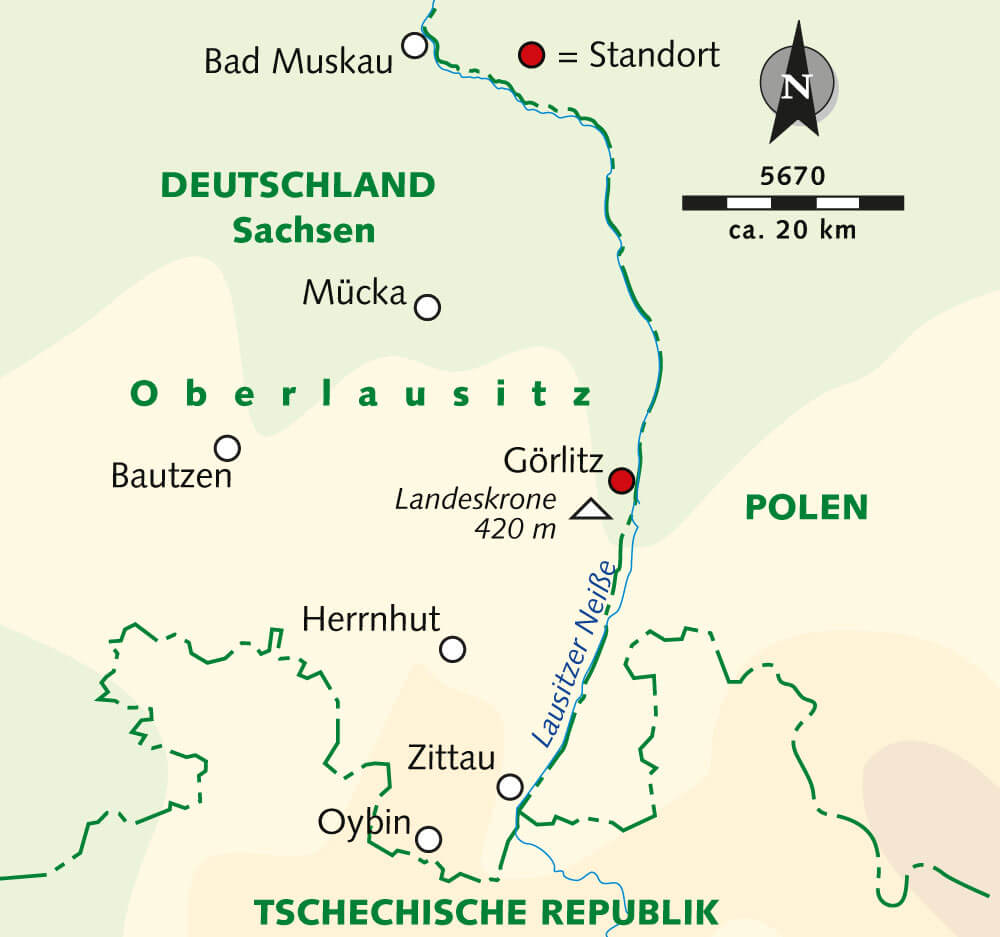 Bad Muskau
= Standort
N
5670
ca. 20 km
DEUTSCHLAND
Sachsen
Mücka
Oberlausitz
Bautzen
Görlitz
Landeskrone
420 m
POLEN
Lausitzer Neiße
Herrnhut
Zittau
Oybin
TSCHECHISCHE REPUBLIK